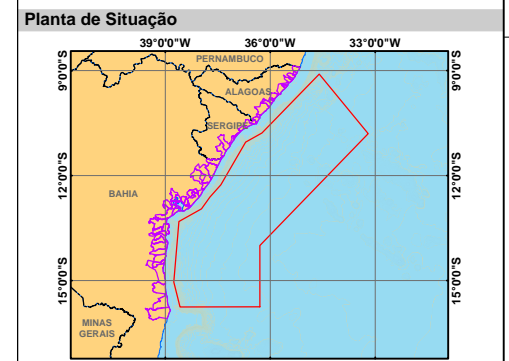 Planta de Situação
39°0'0"W 36°0'0"W 33°0'0"W
9°0'0"S 9°0'0"S
PERNAMBUCO
ALAGOAS
SERGIPE
12°0'0"S 12°0'0"S
BAHIA
15°0'0"S 15°0'0"S
MINAS
GERAIS